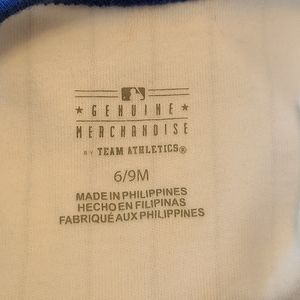 ★ GENUINE ★
MERCHANDISE
BY TEAM ATHLETICS®
6/9M
MADE IN PHILIPPINES
HECHO EN FILIPINAS
FABRIQUÉ AUX PHILIPPINES